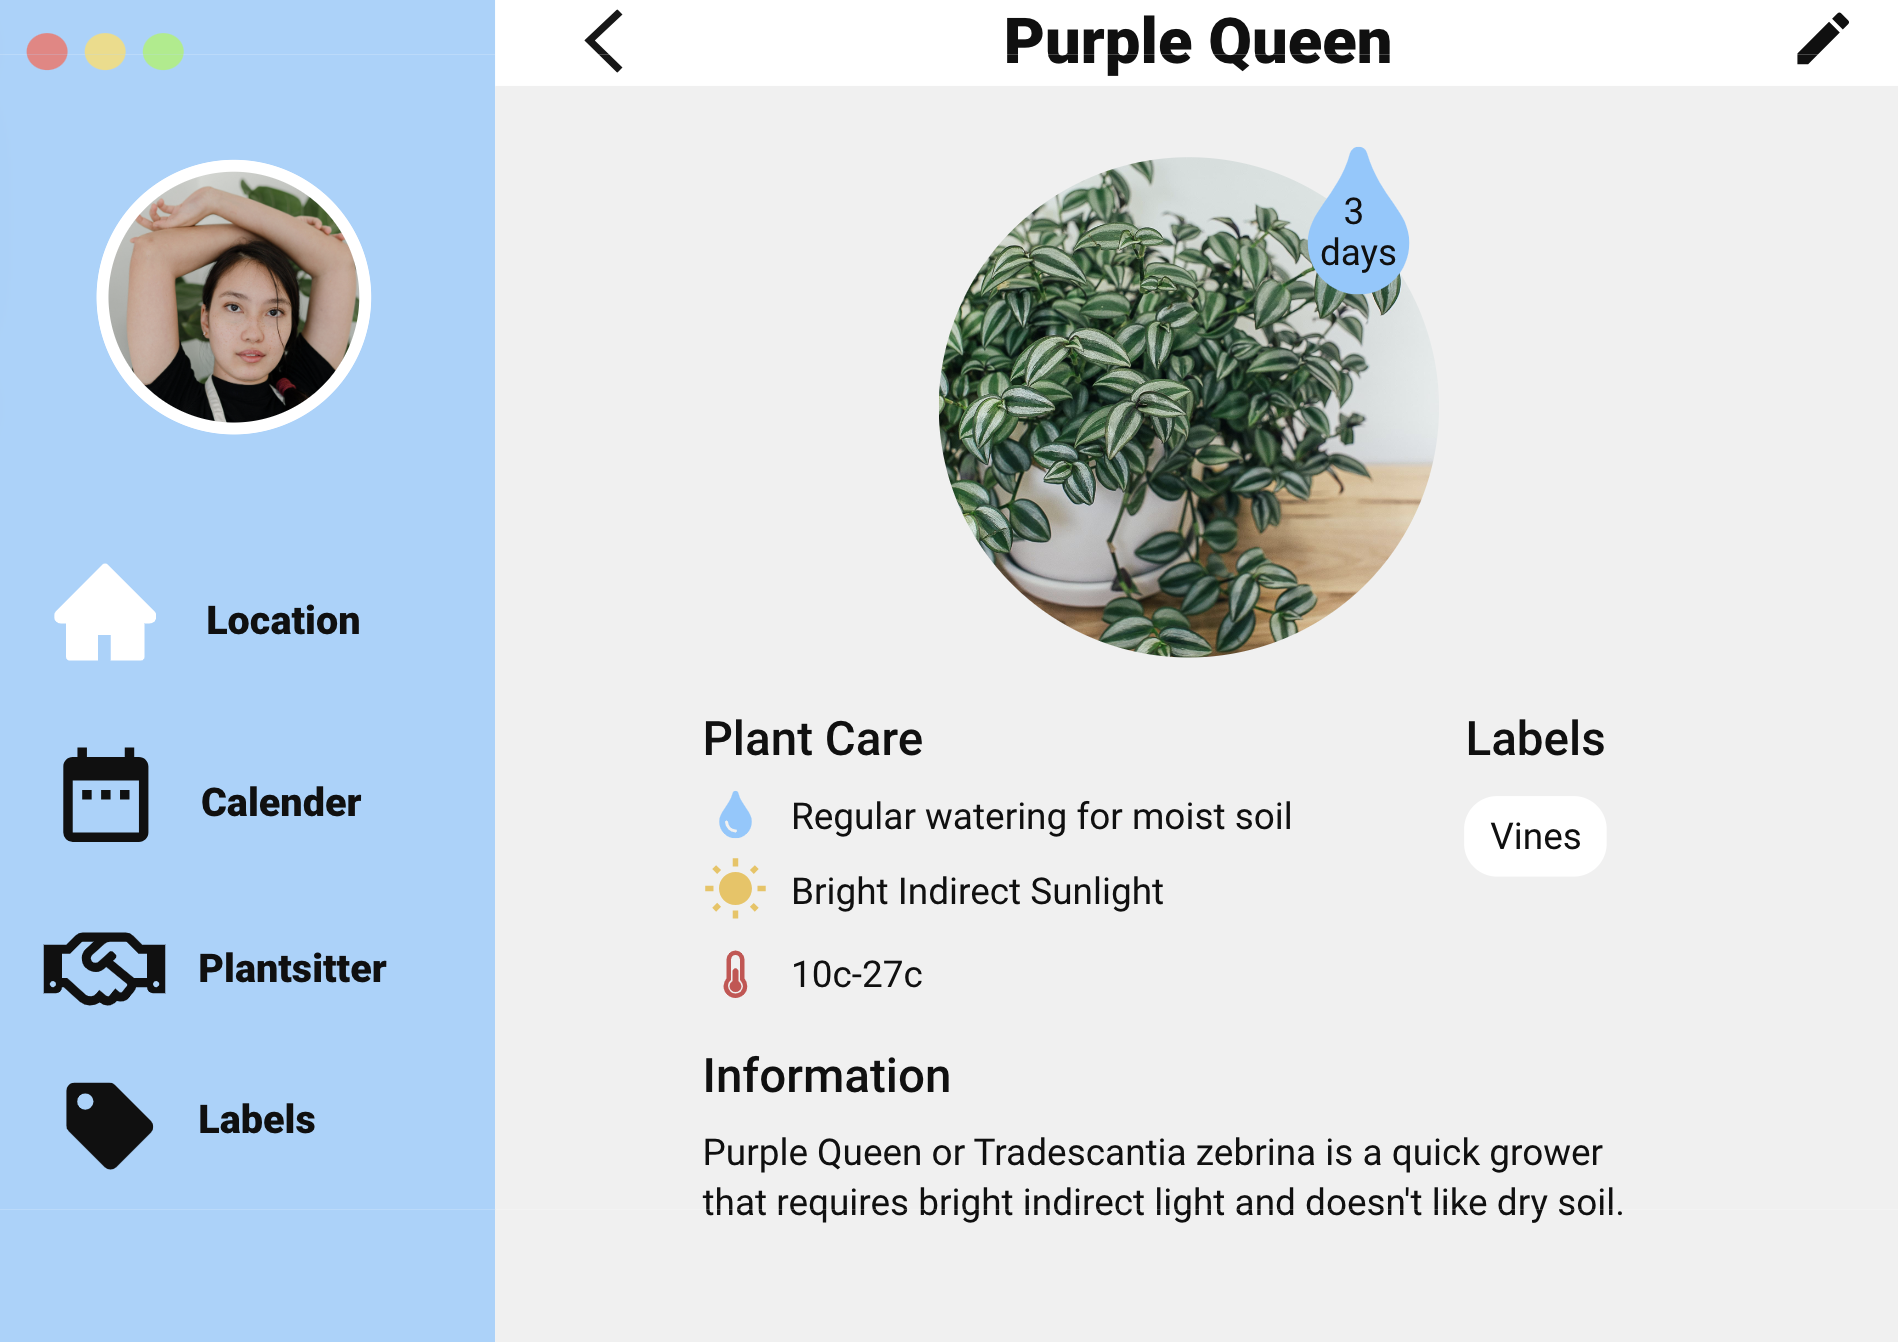 Purple Queen
3
days
Location
Calender
Plantsitter
Labels
Plant Care
Regular watering for moist soil
Bright Indirect Sunlight
10c-27c
Labels
Vines
Information
Purple Queen or Tradescantia zebrina is a quick grower
that requires bright indirect light and doesn't like dry soil.